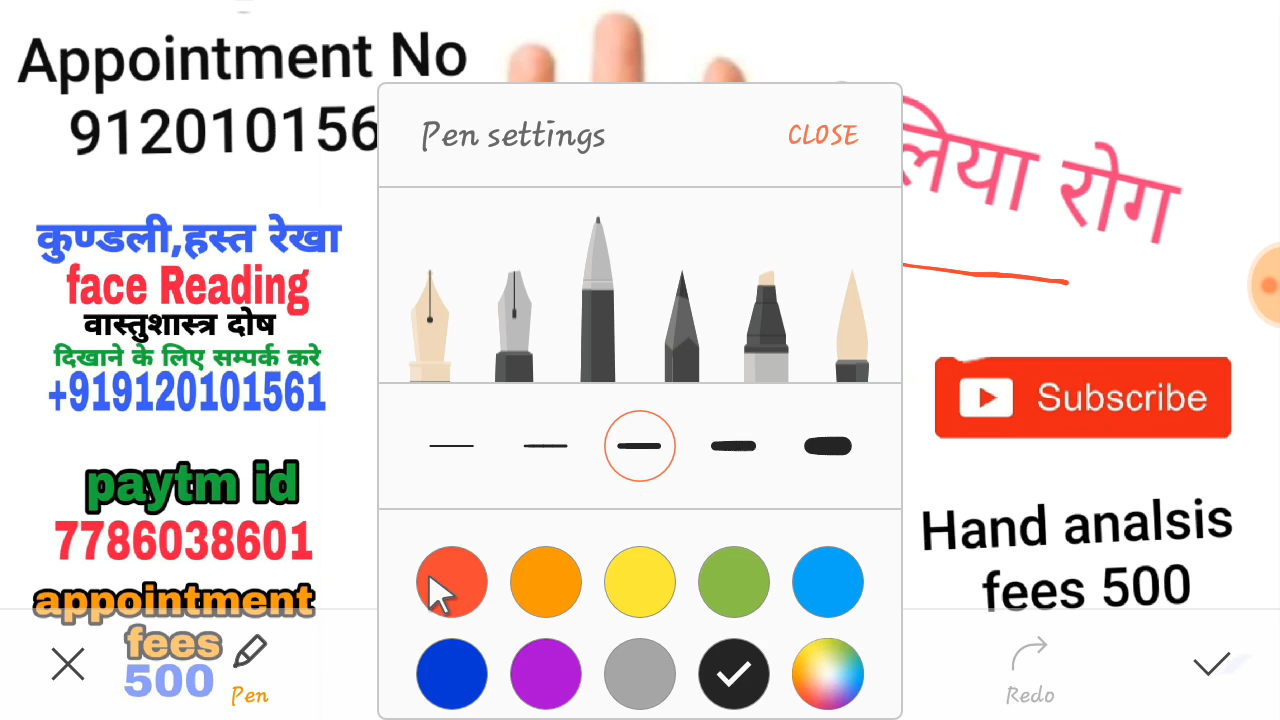 Appointment No
912010156
कुण्डली,हस्त रेखा
face Reading
वास्तुशास्त्र दोष
दिखाने के लिए सम्पर्क करे
+919120101561
paytm id
7786038601
appointment
fees
500
Pen
Pen settings
CLOSE
लिया रोग
Subscribe
Hand analsis
fees 500
Redo